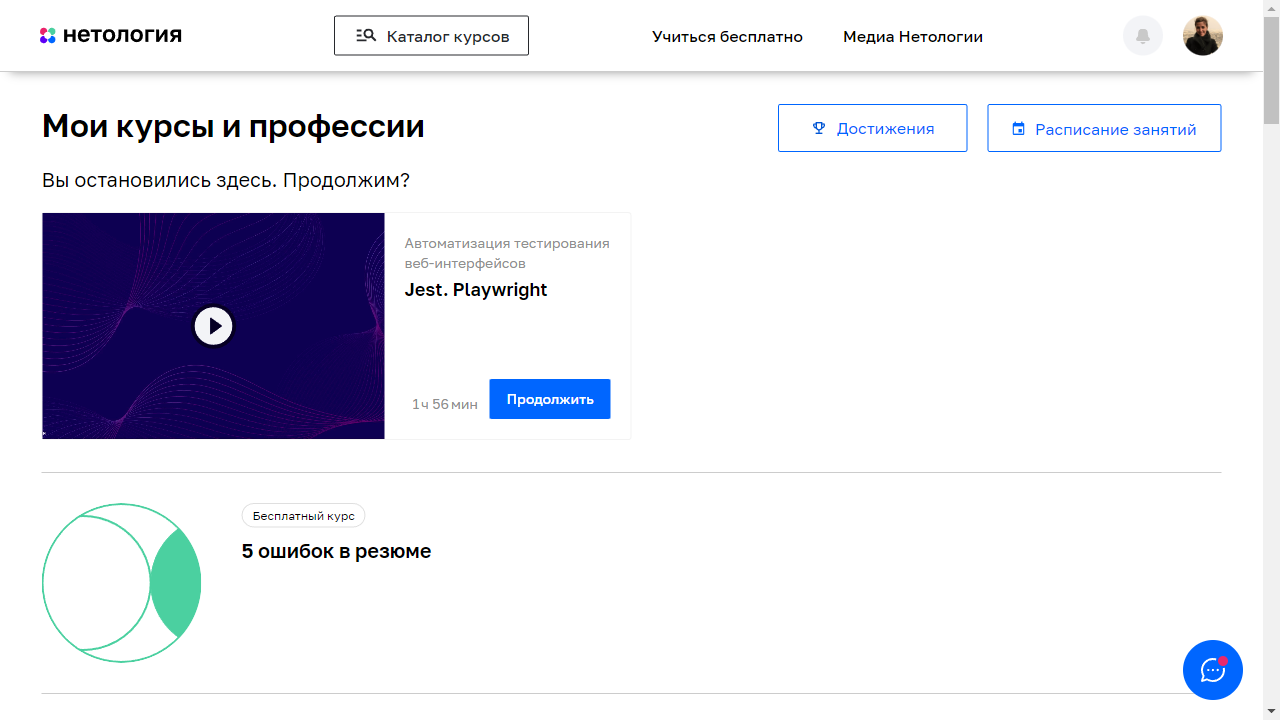 нетология
Каталог курсов
Учиться бесплатно
Медиа Нетологии
Мои курсы и профессии
Достижения
Расписание занятий
Вы остановились здесь. Продолжим?
Автоматизация тестирования
веб-интерфейсов
Jest. Playwright
1 ч 56 мин
Продолжить
Бесплатный курс
5 ошибок в резюме